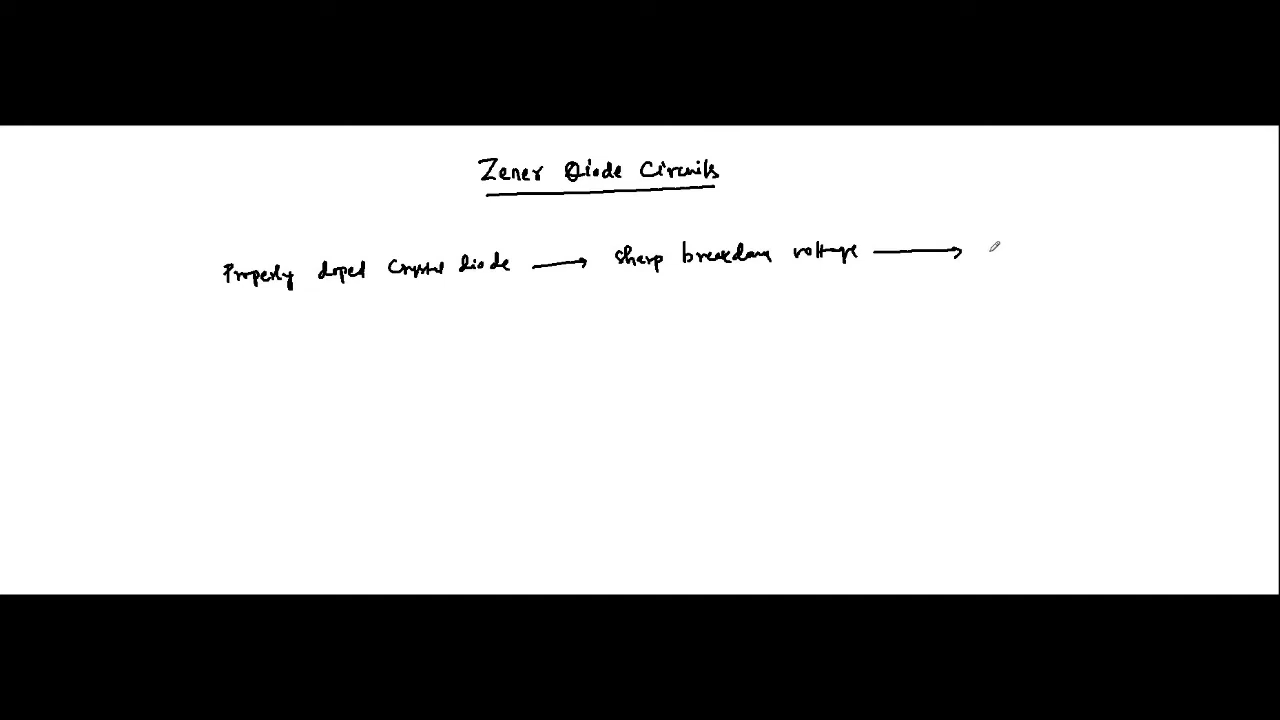 Zener Diode Circuits
Properly doped Crystal diode → sharp breakdown voltage →